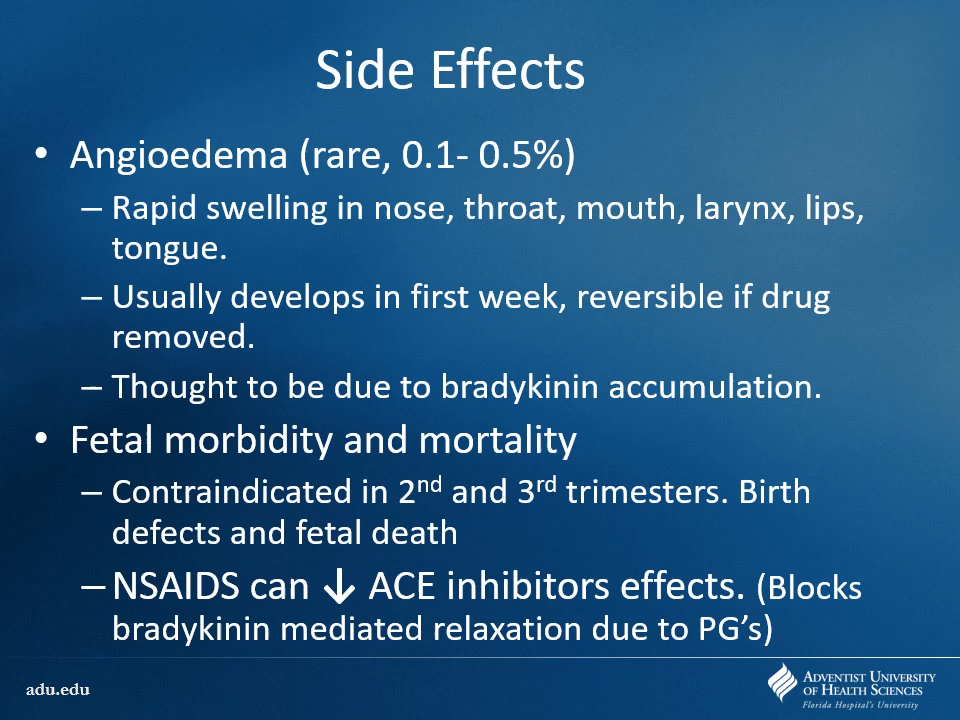 Side Effects
• Angioedema (rare, 0.1- 0.5%)
– Rapid swelling in nose, throat, mouth, larynx, lips,
tongue.
– Usually develops in first week, reversible if drug
removed.
– Thought to be due to bradykinin accumulation.
• Fetal morbidity and mortality
– Contraindicated in 2nd and 3rd trimesters. Birth
defects and fetal death
– NSAIDS can ↓ ACE inhibitors effects. (Blocks
bradykinin mediated relaxation due to PG’s)
adu.edu
ADVENTIST UNIVERSITY
OF HEALTH SCIENCES
Florida Hospital's University